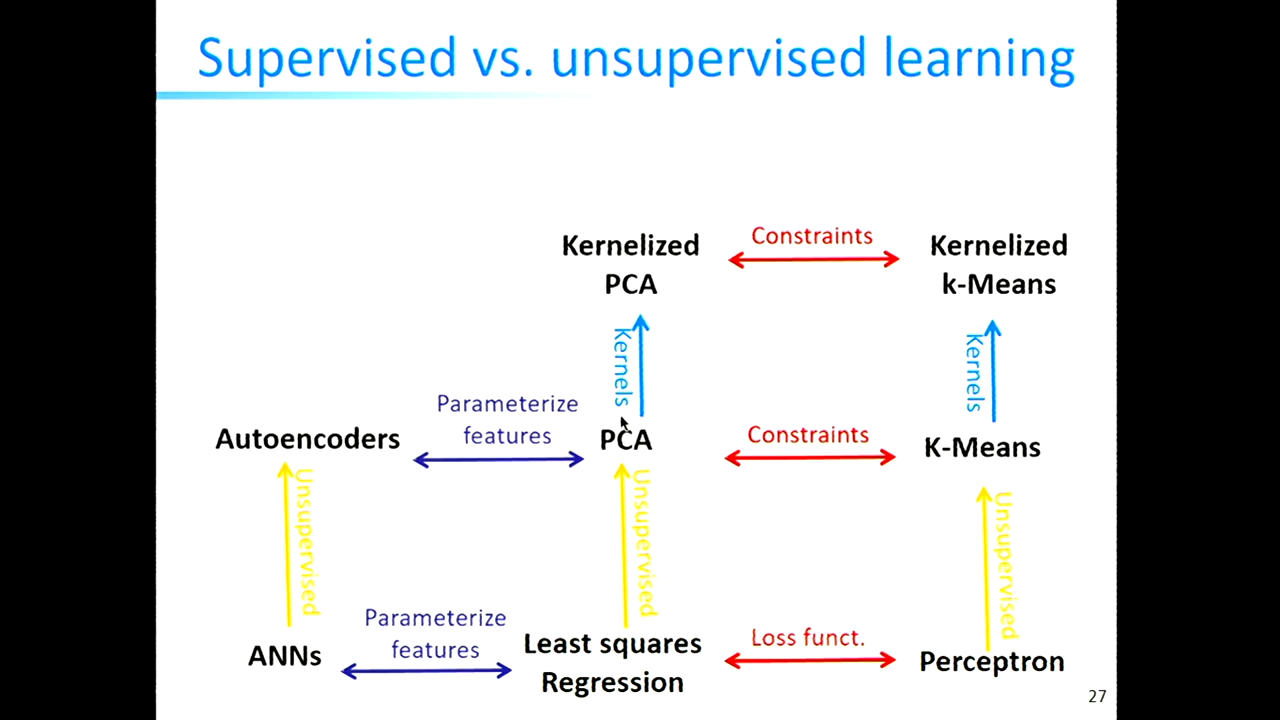 Supervised vs. unsupervised learning
Kernelized
PCA
Constraints
Kernelized
k-Means
Kernels
Kernels
Autoencoders
Parameterize
features
PCA
Constraints
K-Means
Unsupervised
Unsupervised
Unsupervised
ANNs
Parameterize
features
Least squares
Regression
Loss funct.
Perceptron
27